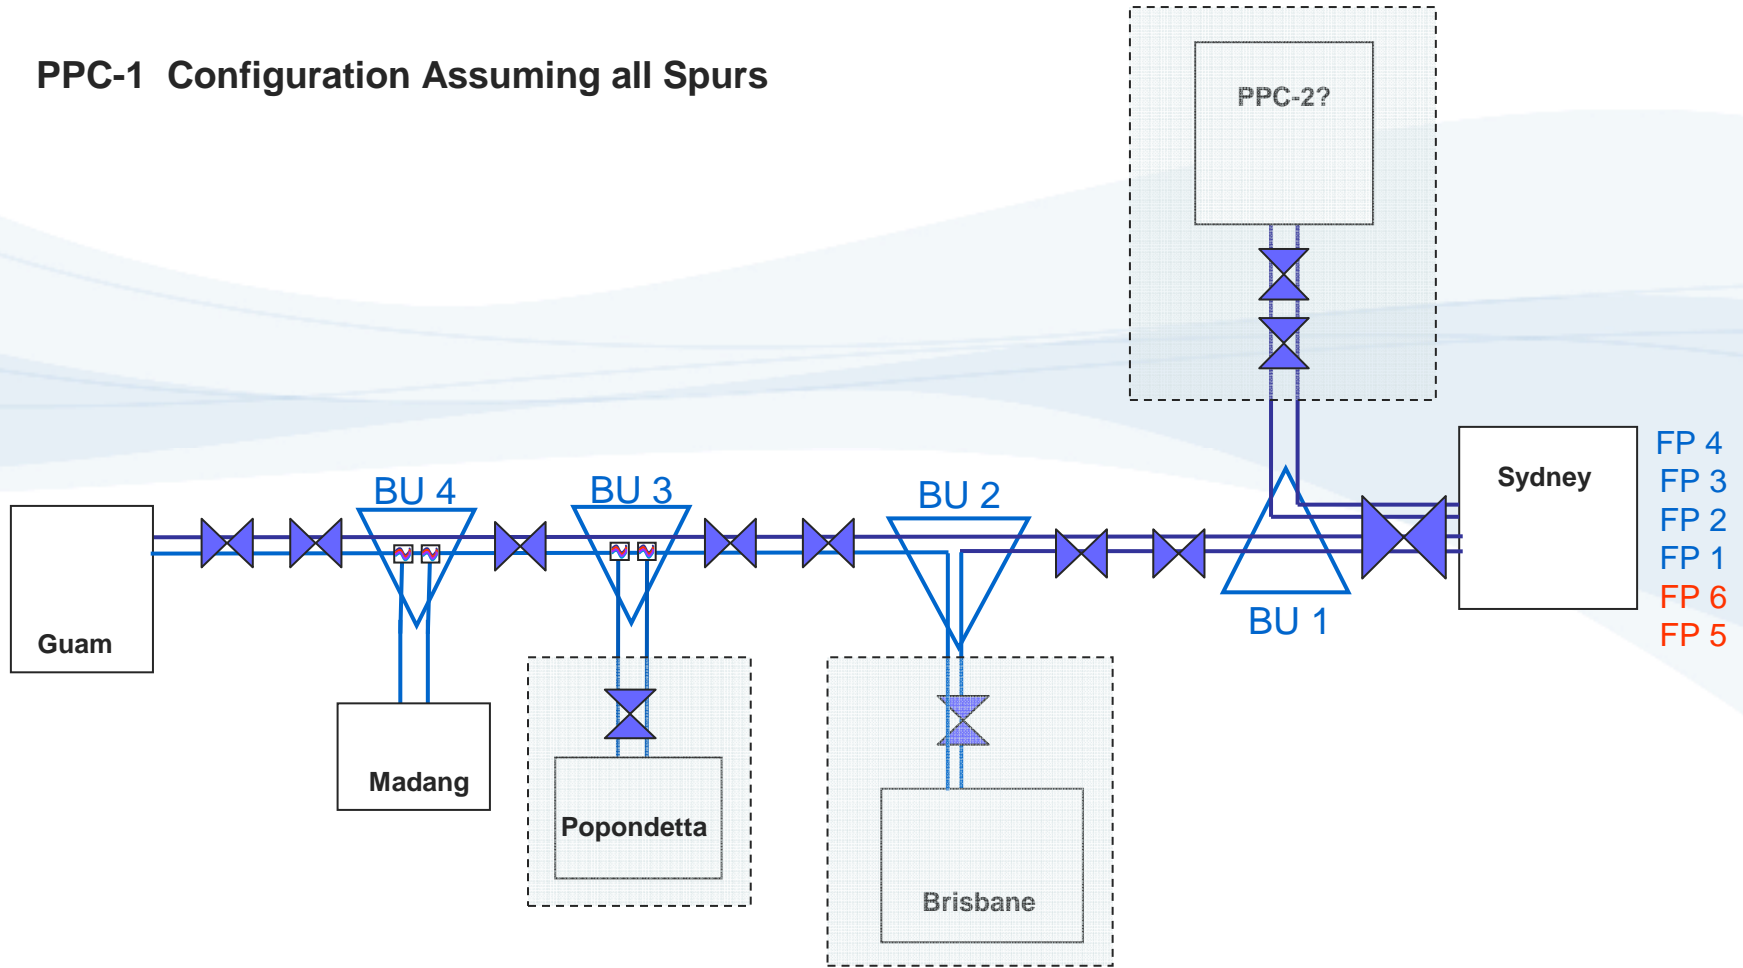 PPC-1 Configuration Assuming all Spurs
PPC-2?
BU 4
BU 3
BU 2
BU 1
Sydney
FP 4
FP 3
FP 2
FP 1
FP 6
FP 5
Guam
Madang
Popondetta
Brisbane